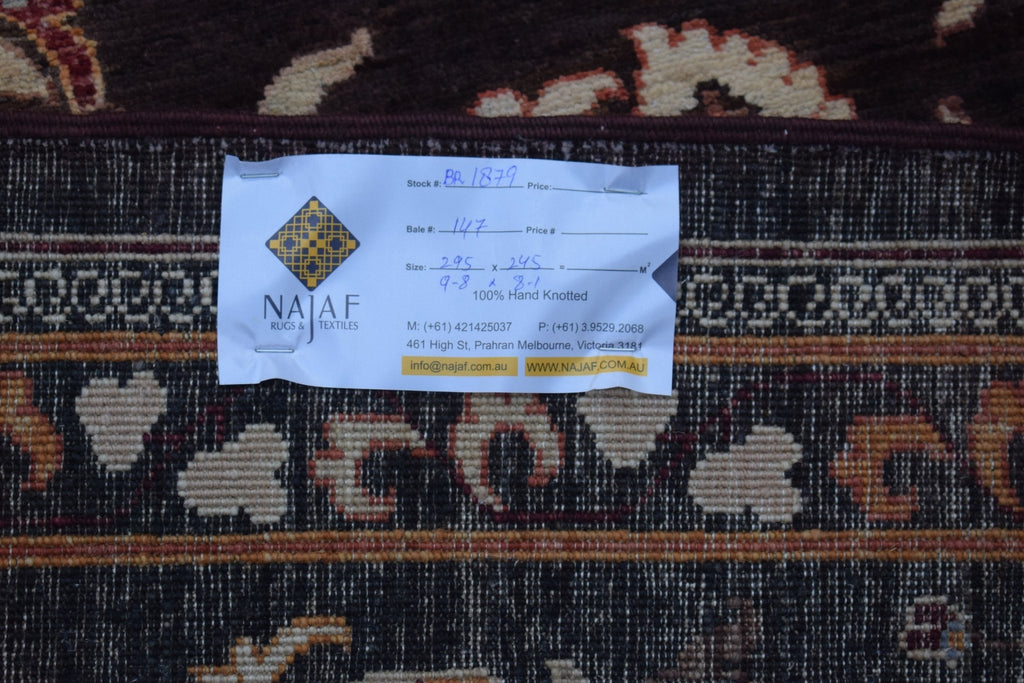 Stock #: BR 1879 Price:
Bale #: 147 Price #
Size: 295 X 245 = M²
9-8 x 8-1
100% Hand Knotted
NAJAF
RUGS & TEXTILES
M: (+61) 421425037 P: (+61) 3.9529.2068
461 High St, Prahran Melbourne, Victoria 3181
info@najaf.com.au WWW.NAJAF.COM.AU